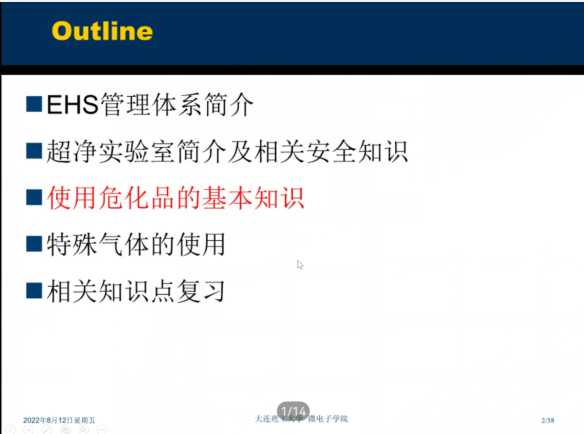 Outline
EHS管理体系简介
超净实验室简介及相关安全知识
使用危化品的基本知识
特殊气体的使用
相关知识点复习
2022年8月12日星期五
1/14
大连理工大学 微电子学院
2/38